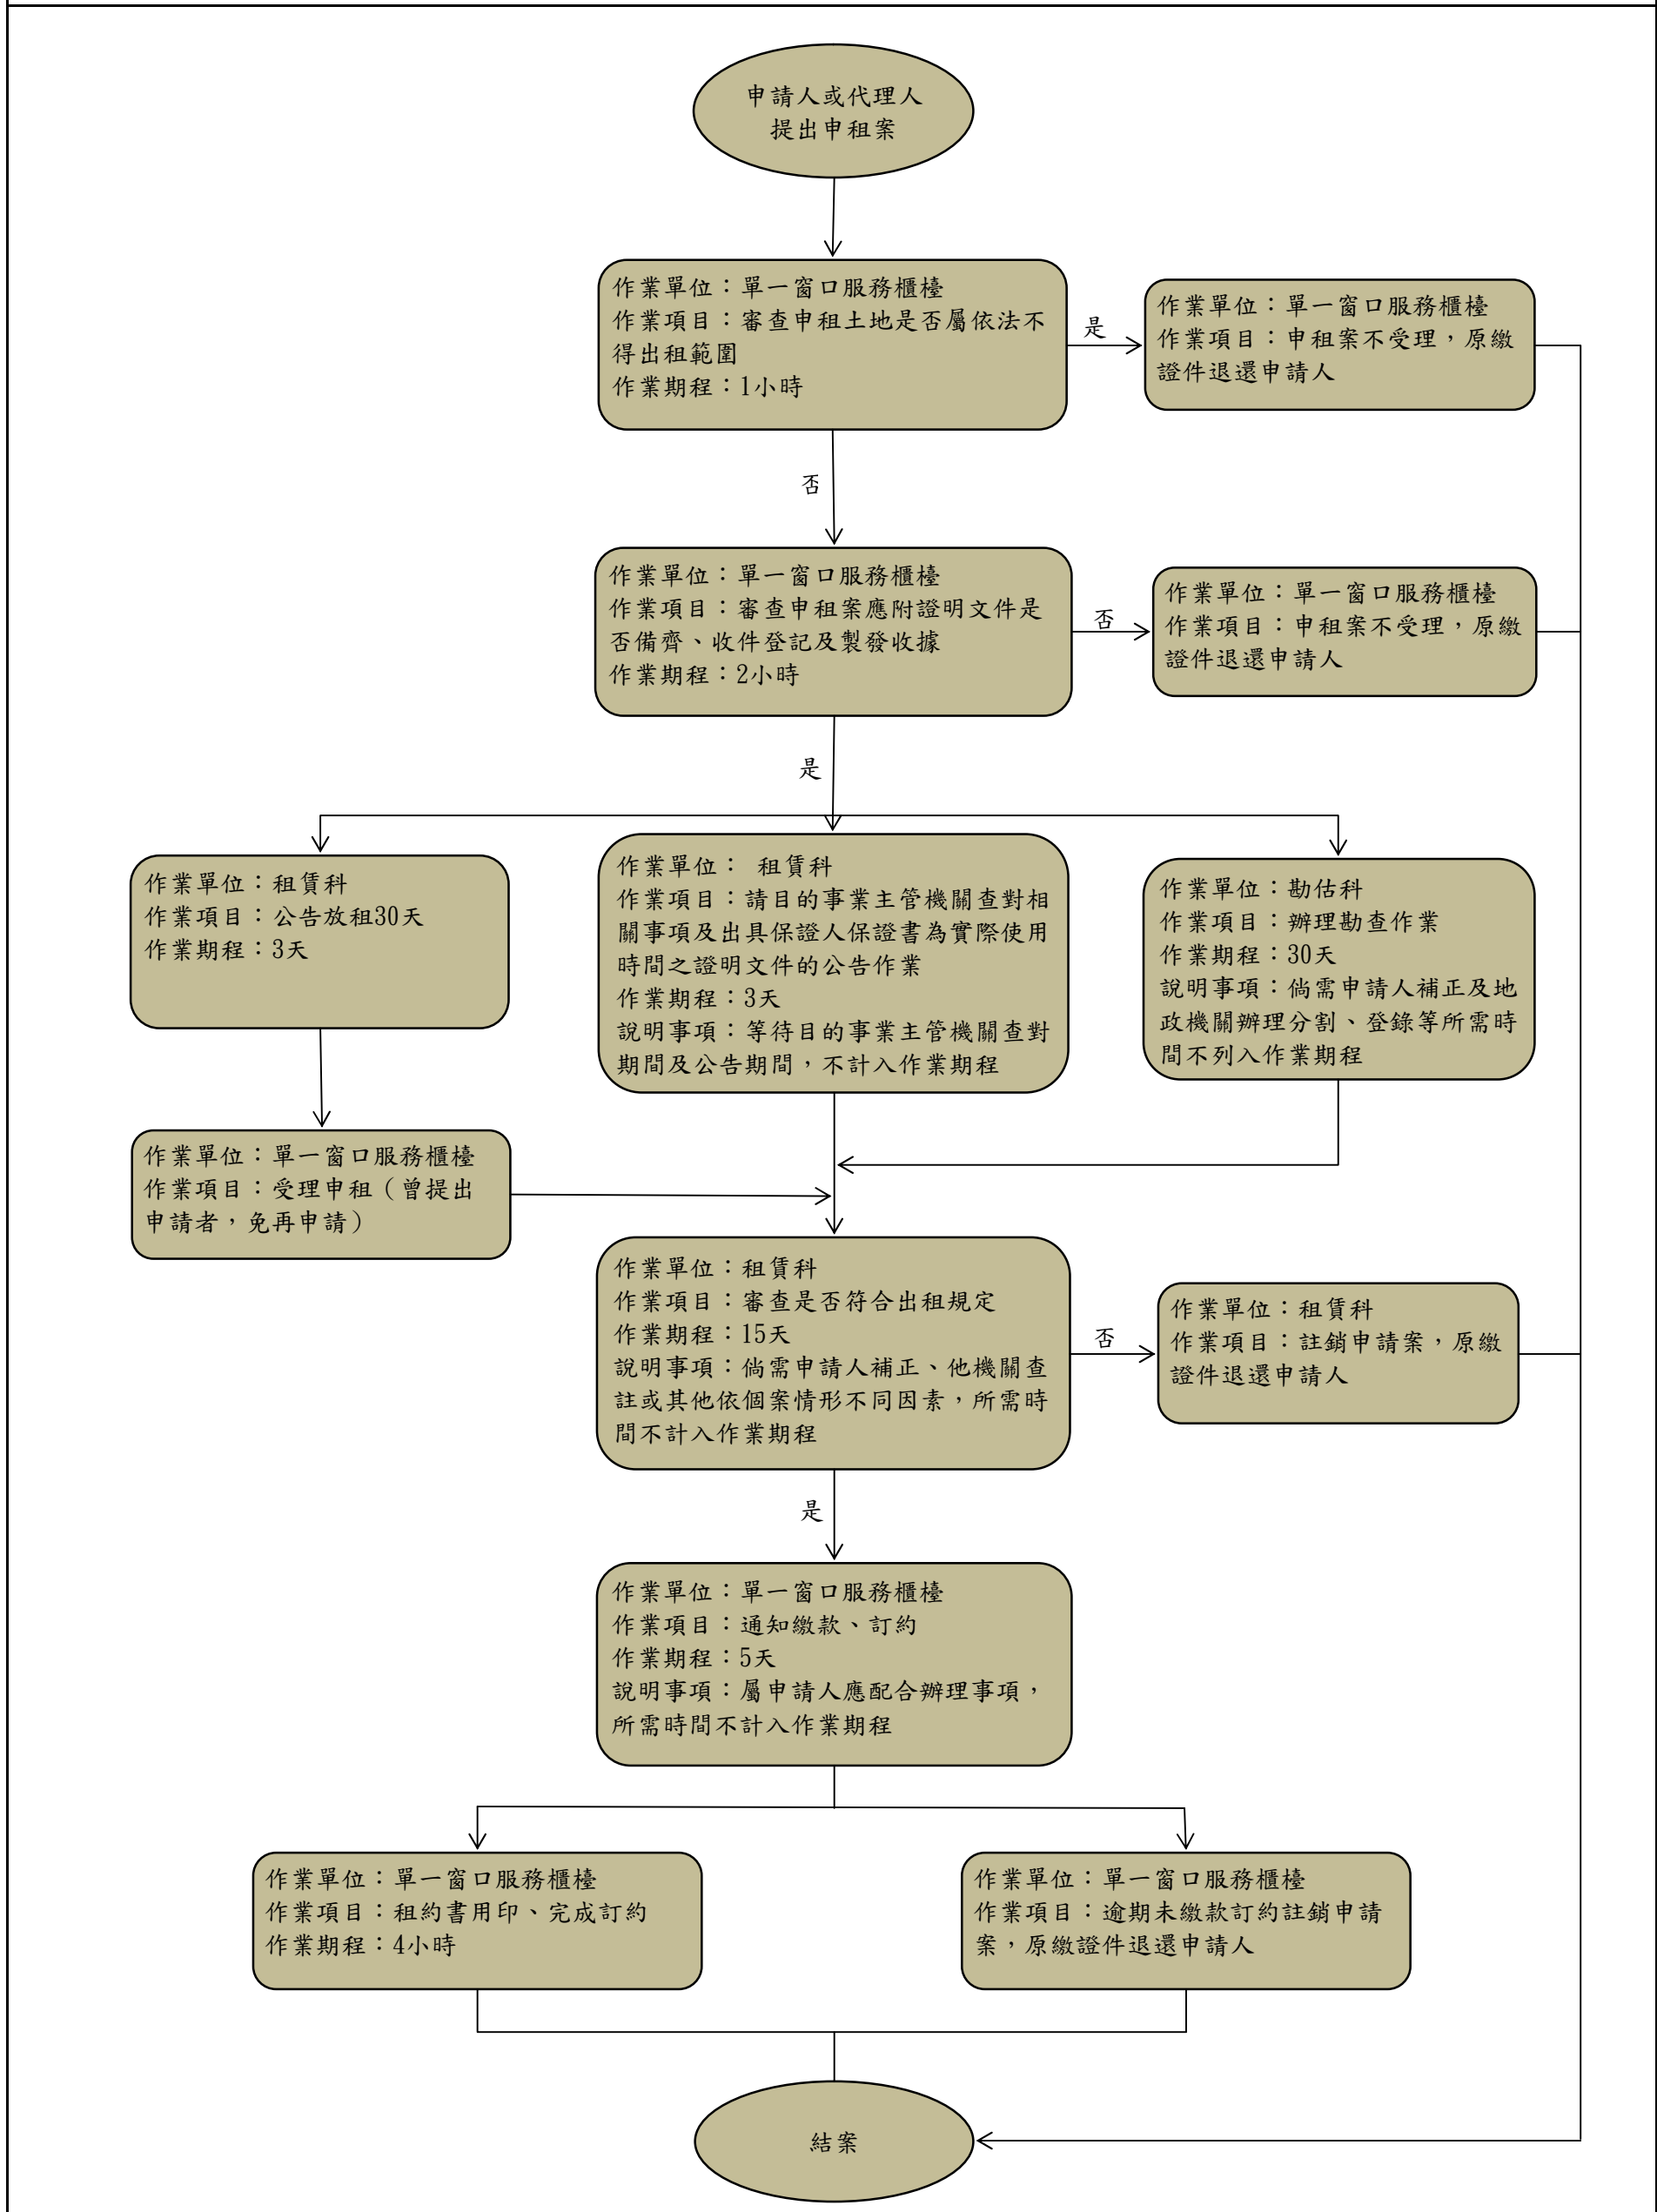 申請人或代理人
提出申租案
作業單位：單一窗口服務櫃檯
作業項目：審查申租土地是否屬依法不
得出租範圍
作業期程：1小時
是
作業單位：單一窗口服務櫃檯
作業項目：申租案不受理，原繳
證件退還申請人
否
作業單位：單一窗口服務櫃檯
作業項目：審查申租案應附證明文件是
否備齊、收件登記及製發收據
作業期程：2小時
否
作業單位：單一窗口服務櫃檯
作業項目：申租案不受理，原繳
證件退還申請人
是
作業單位：租賃科
作業項目：公告放租30天
作業期程：3天
作業單位： 租賃科
作業項目：請目的事業主管機關查對相
關事項及出具保證人保證書為實際使用
時間之證明文件的公告作業
作業期程：3天
說明事項：等待目的事業主管機關查對
期間及公告期間，不計入作業期程
作業單位：勘估科
作業項目：辦理勘查作業
作業期程：30天
說明事項：倘需申請人補正及地
政機關辦理分割、登錄等所需時
間不列入作業期程
作業單位：單一窗口服務櫃檯
作業項目：受理申租（曾提出
申請者，免再申請）
作業單位：租賃科
作業項目：審查是否符合出租規定
作業期程：15天
說明事項：倘需申請人補正、他機關查
註或其他依個案情形不同因素，所需時
間不計入作業期程
否
作業單位：租賃科
作業項目：註銷申請案，原繳
證件退還申請人
是
作業單位：單一窗口服務櫃檯
作業項目：通知繳款、訂約
作業期程：5天
說明事項：屬申請人應配合辦理事項，
所需時間不計入作業期程
作業單位：單一窗口服務櫃檯
作業項目：租約書用印、完成訂約
作業期程：4小時
作業單位：單一窗口服務櫃檯
作業項目：逾期未繳款訂約註銷申請
案，原繳證件退還申請人
結案